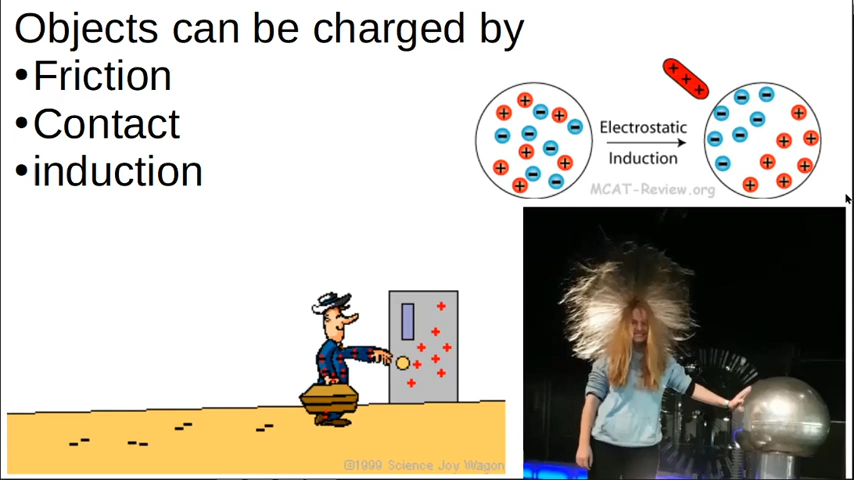 Objects can be charged by
•Friction
•Contact
•induction
Electrostatic
Induction
MCAT-Review.org
©1999 Science Joy Wagon